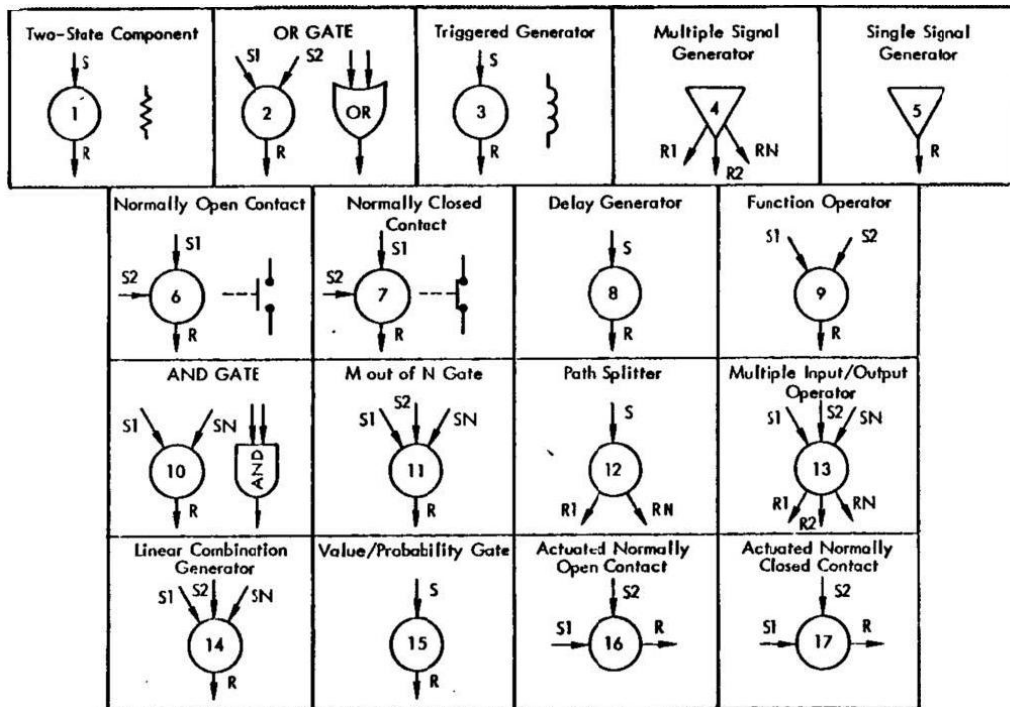 Two-State Component
S
1
R
OR GATE
S1 S2
2
OR
R
Triggered Generator
S
3
R
Multiple Signal
Generator
4
R1 RN
R2
Single Signal
Generator
5
R
Normally Open Contact
S1
S2
6
R
Normally Closed
Contact
S1
S2
7
R
Delay Generator
S
8
R
Function Operator
S1 S2
9
R
AND GATE
S1 SN
10
AND
R
M out of N Gate
S2
S1 SN
11
R
Path Splitter
S
12
R1 RN
Multiple Input/Output
Operator
S1 S2 SN
13
R1 R2 RN
Linear Combination
Generator
S1 S2 SN
14
R
Value/Probability Gate
S
15
R
Actuated Normally
Open Contact
S2
S1 R
16
Actuated Normally
Closed Contact
S2
S1 R
17